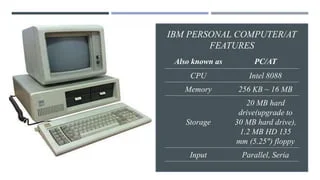 IBM PERSONAL COMPUTER/AT
FEATURES
Also known as PC/AT
CPU Intel 8088
Memory 256 KB ~ 16 MB
Storage 20 MB hard
drive(upgrade to
30 MB hard drive),
1.2 MB HD 135
mm (5.25") floppy
Input Parallel, Seria